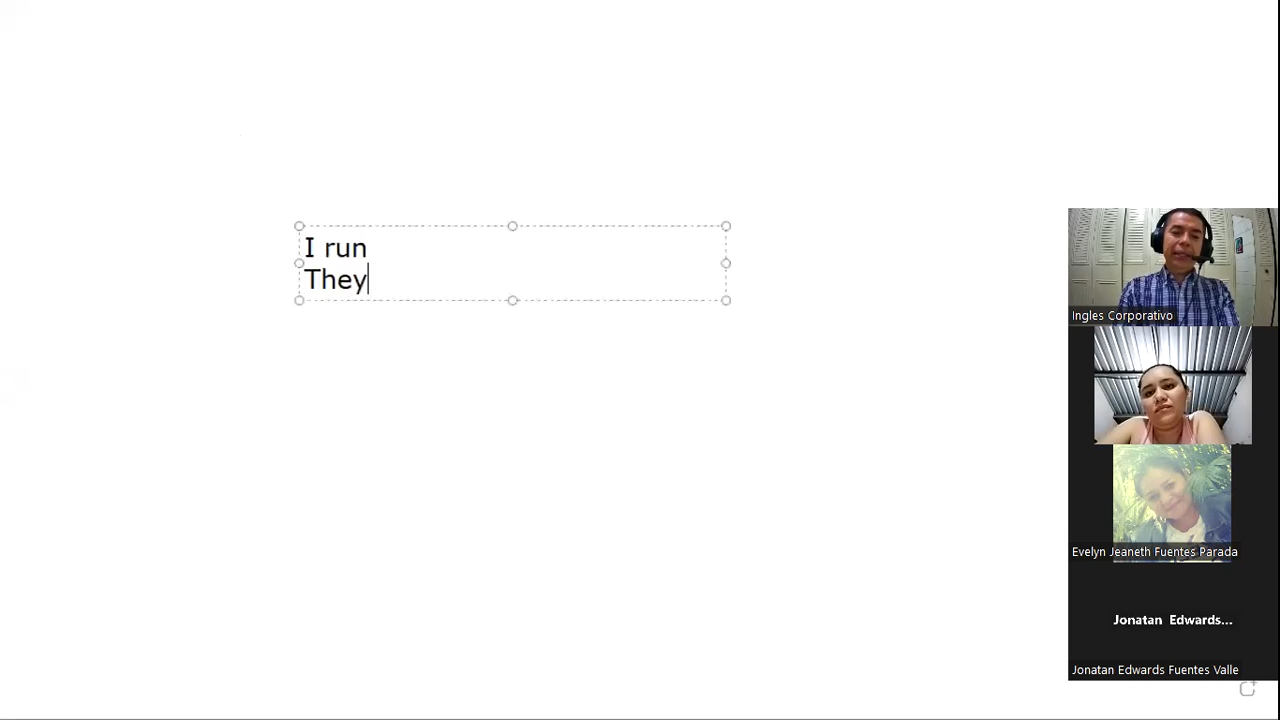 I run
They
Ingles Corporativo
Evelyn Jeaneth Fuentes Parada
Jonatan Edwards...
Jonatan Edwards Fuentes Valle